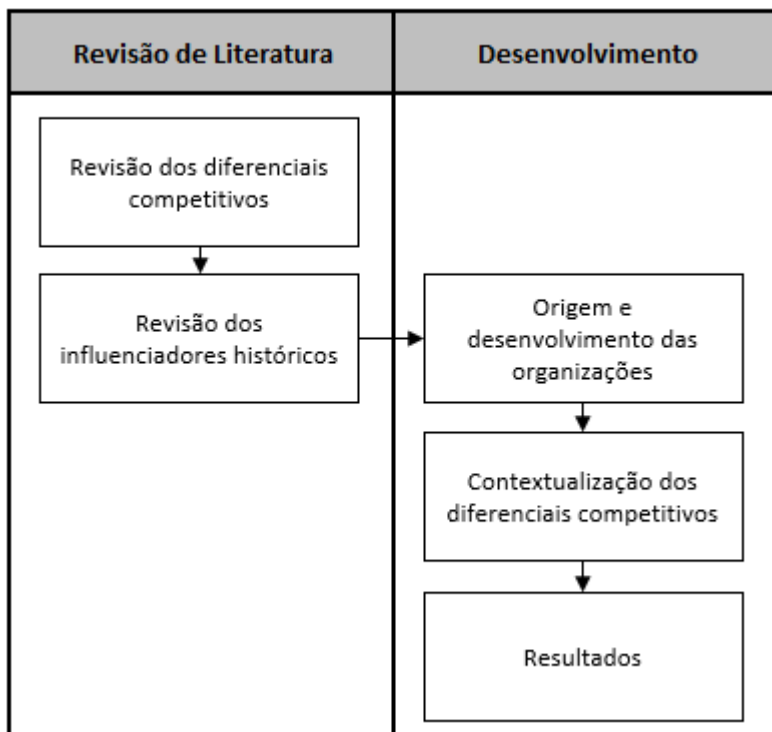 Revisão de Literatura
Desenvolvimento
Revisão dos diferenciais
competitivos
Revisão dos
influenciadores históricos
Origem e
desenvolvimento das
organizações
Contextualização dos
diferenciais competitivos
Resultados